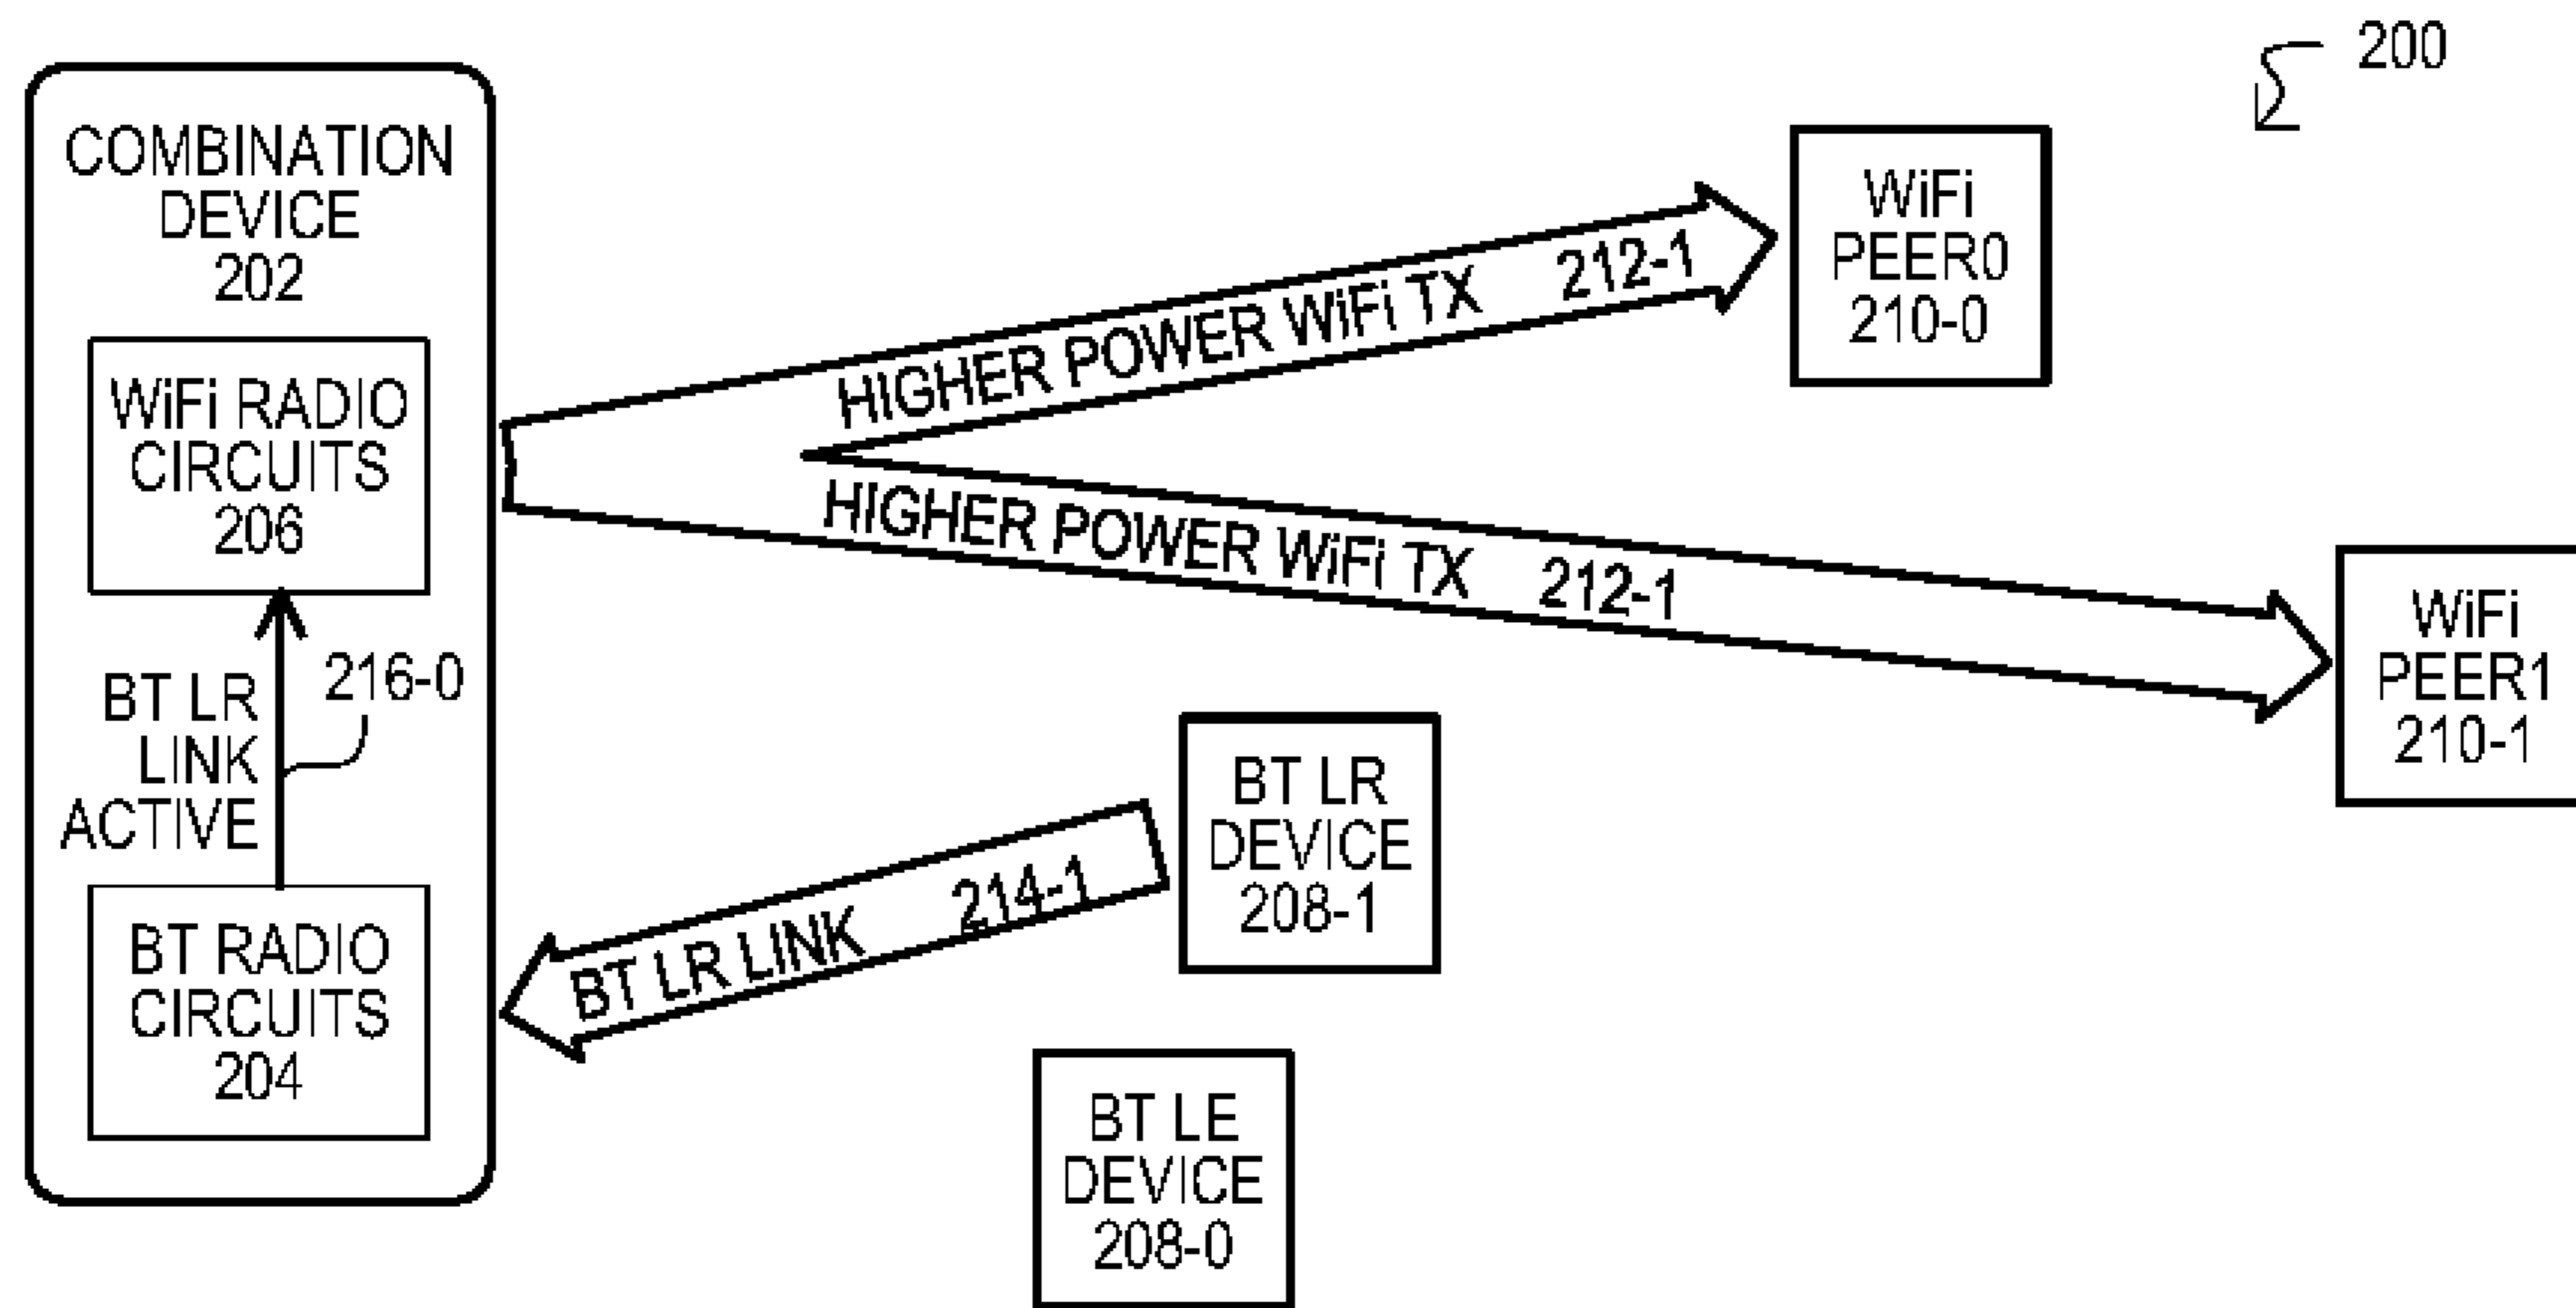 200
COMBINATION
DEVICE
202
WiFi RADIO
CIRCUITS
206
BT LR
LINK
ACTIVE
216-0
BT RADIO
CIRCUITS
204
HIGHER POWER WiFi TX 212-1
HIGHER POWER WiFi TX 212-1
WiFi
PEER0
210-0
WiFi
PEER1
210-1
BT LR LINK 214-1
BT LR
DEVICE
208-1
BT LE
DEVICE
208-0